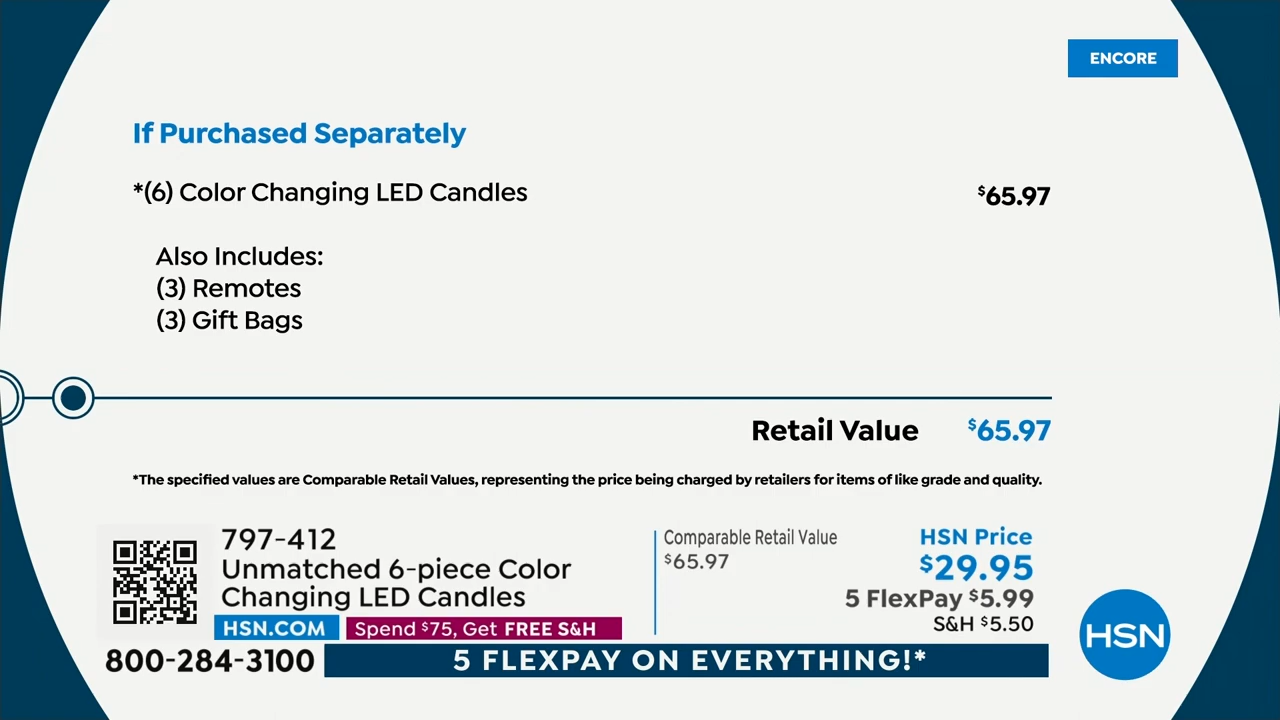 ENCORE
If Purchased Separately
*(6) Color Changing LED Candles $65.97
Also Includes:
(3) Remotes
(3) Gift Bags
Retail Value $65.97
*The specified values are Comparable Retail Values, representing the price being charged by retailers for items of like grade and quality.
797-412
Unmatched 6-piece Color
Changing LED Candles
HSN.COM Spend $75, Get FREE S&H
Comparable Retail Value
$65.97
HSN Price
$29.95
5 FlexPay $5.99
S&H $5.50
HSN
800-284-3100 5 FLEXPAY ON EVERYTHING!*